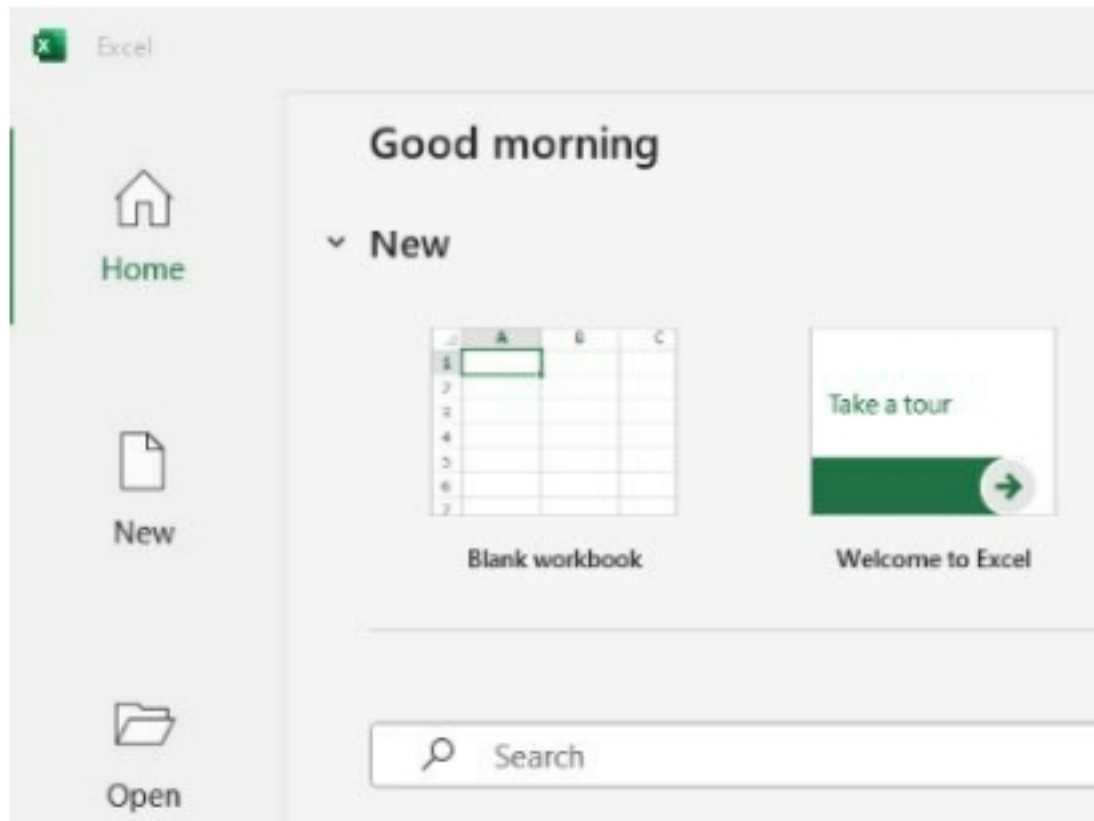 Excel
Good morning
Home
New
A B C
1
2
3
4
5
6
7
Take a tour
New
Blank workbook
Welcome to Excel
Search
Open